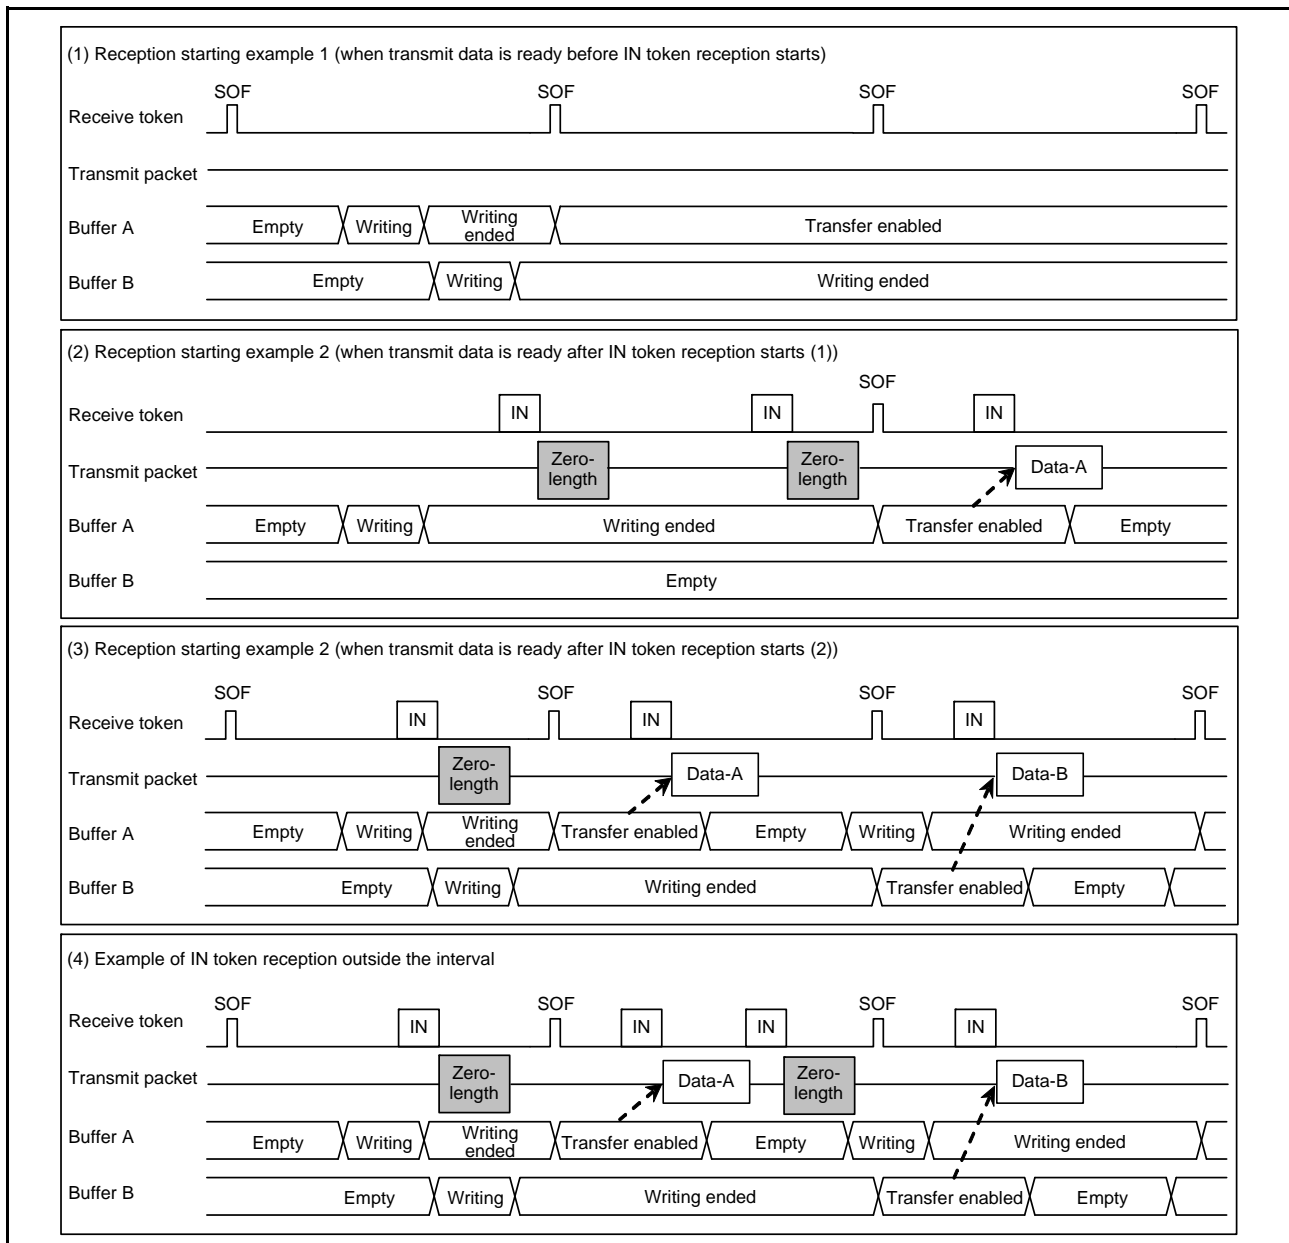 (1) Reception starting example 1 (when transmit data is ready before IN token reception starts)
SOF SOF SOF SOF
Receive token
Transmit packet
Buffer A Empty Writing Writing ended Transfer enabled
Buffer B Empty Writing Writing ended
(2) Reception starting example 2 (when transmit data is ready after IN token reception starts (1))
SOF
Receive token IN IN IN
Transmit packet Zero-length Zero-length Data-A
Buffer A Empty Writing Writing ended Transfer enabled Empty
Buffer B Empty
(3) Reception starting example 2 (when transmit data is ready after IN token reception starts (2))
SOF SOF SOF SOF
Receive token IN IN IN
Transmit packet Zero-length Data-A Data-B
Buffer A Empty Writing Writing ended Transfer enabled Empty Writing Writing ended
Buffer B Empty Writing Writing ended Transfer enabled Empty
(4) Example of IN token reception outside the interval
SOF SOF SOF SOF
Receive token IN IN IN IN
Transmit packet Zero-length Data-A Zero-length Data-B
Buffer A Empty Writing Writing ended Transfer enabled Empty Writing Writing ended
Buffer B Empty Writing Writing ended Transfer enabled Empty